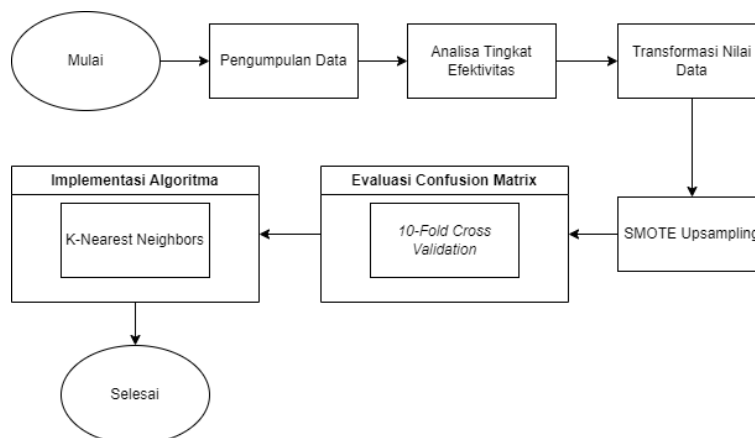 Mulai
Pengumpulan Data
Analisa Tingkat
Efektivitas
Transformasi Nilai
Data
SMOTE Upsampling
Evaluasi Confusion Matrix
10-Fold Cross
Validation
Implementasi Algoritma
K-Nearest Neighbors
Selesai